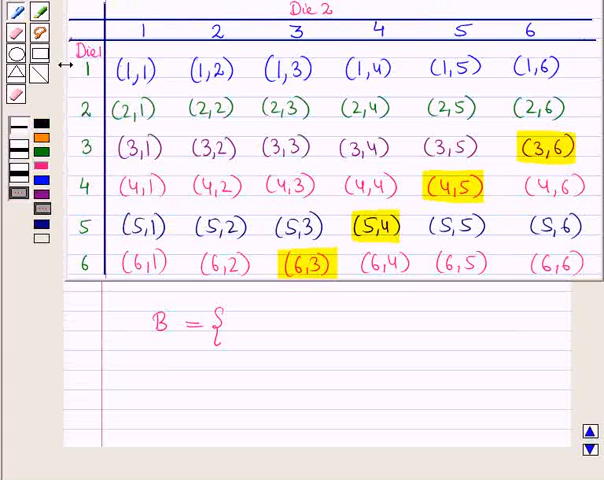 Die 2
1 2 3 4 5 6
Die1
1 (1,1) (1,2) (1,3) (1,4) (1,5) (1,6)
2 (2,1) (2,2) (2,3) (2,4) (2,5) (2,6)
3 (3,1) (3,2) (3,3) (3,4) (3,5) (3,6)
4 (4,1) (4,2) (4,3) (4,4) (4,5) (4,6)
5 (5,1) (5,2) (5,3) (5,4) (5,5) (5,6)
6 (6,1) (6,2) (6,3) (6,4) (6,5) (6,6)
B = {